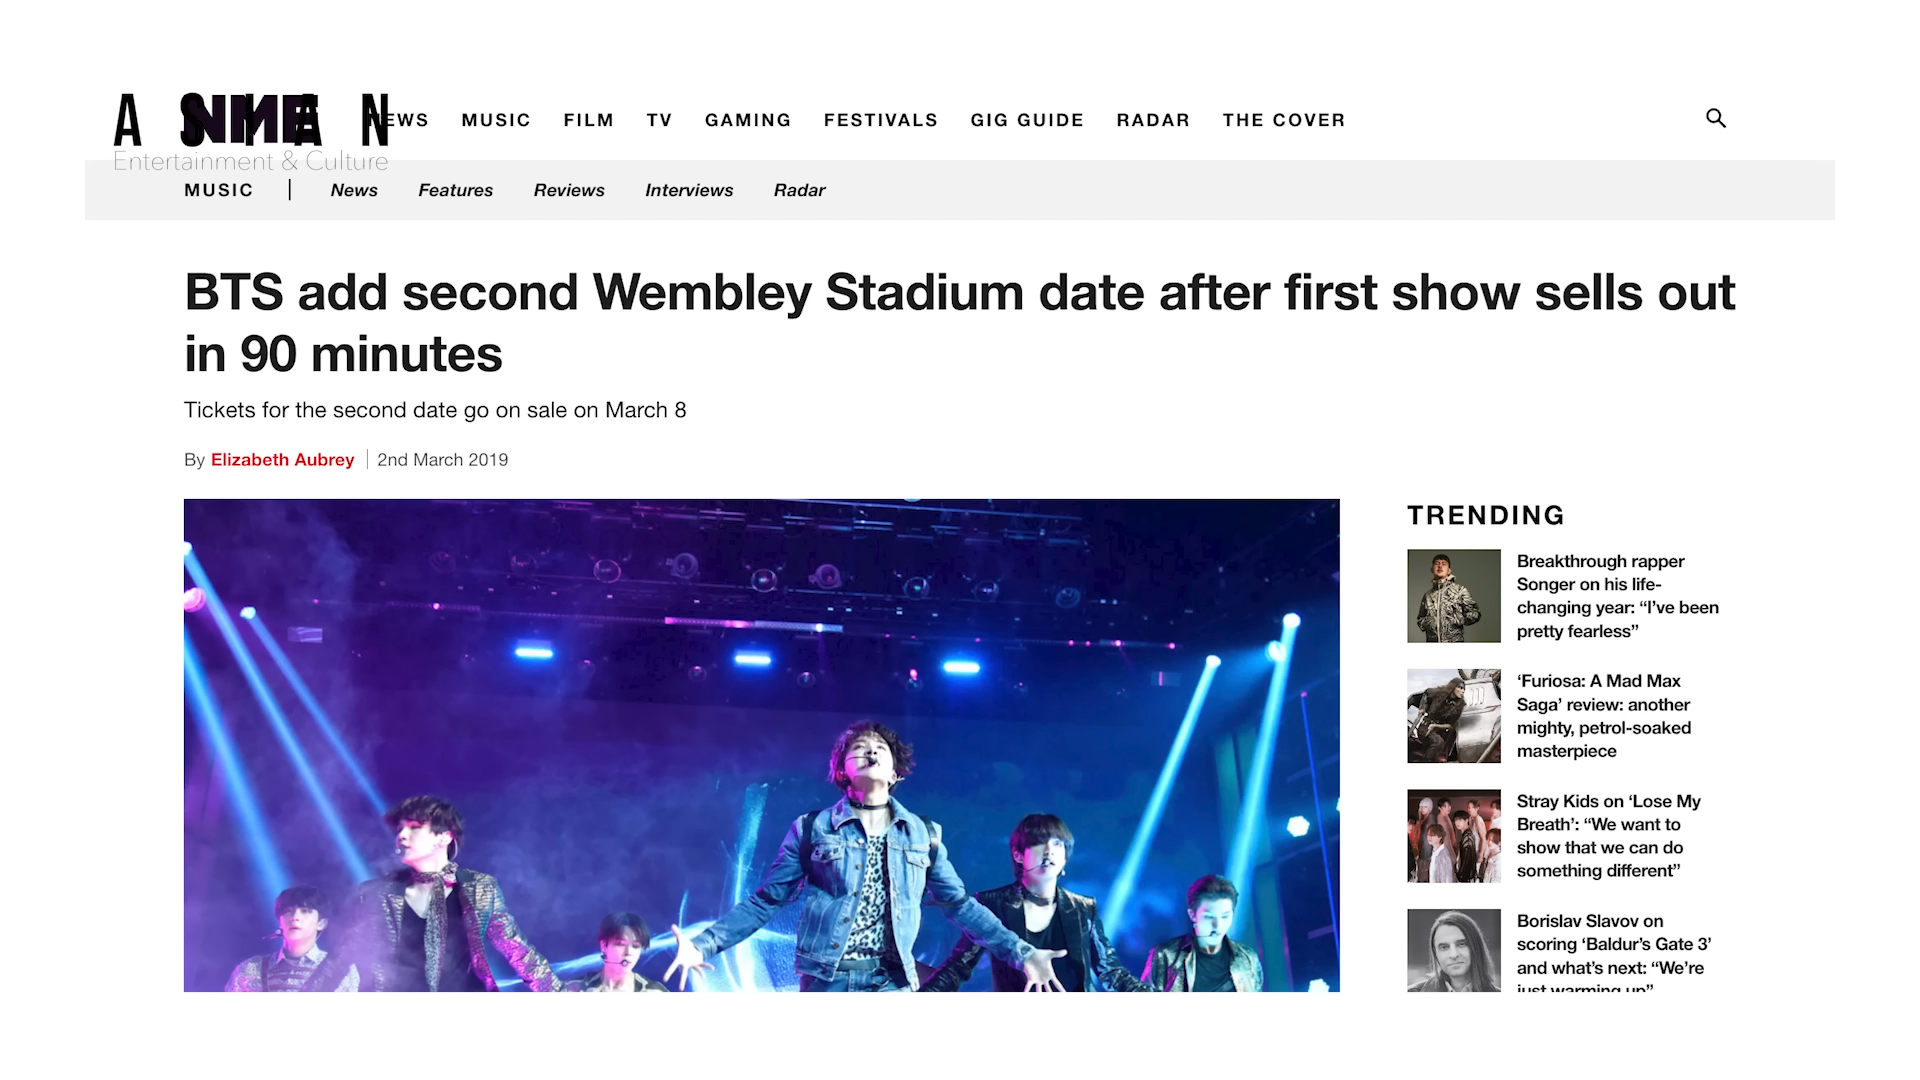 ASIAN
Entertainment & Culture
NME
NEWS MUSIC FILM TV GAMING FESTIVALS GIG GUIDE RADAR THE COVER
MUSIC | News Features Reviews Interviews Radar
BTS add second Wembley Stadium date after first show sells out
in 90 minutes
Tickets for the second date go on sale on March 8
By Elizabeth Aubrey | 2nd March 2019
TRENDING
Breakthrough rapper
Songer on his life-
changing year: “I’ve been
pretty fearless”
‘Furiosa: A Mad Max
Saga’ review: another
mighty, petrol-soaked
masterpiece
Stray Kids on ‘Lose My
Breath’: “We want to
show that we can do
something different”
Borislav Slavov on
scoring ‘Baldur’s Gate 3’
and what’s next: “We’re
just warming up”